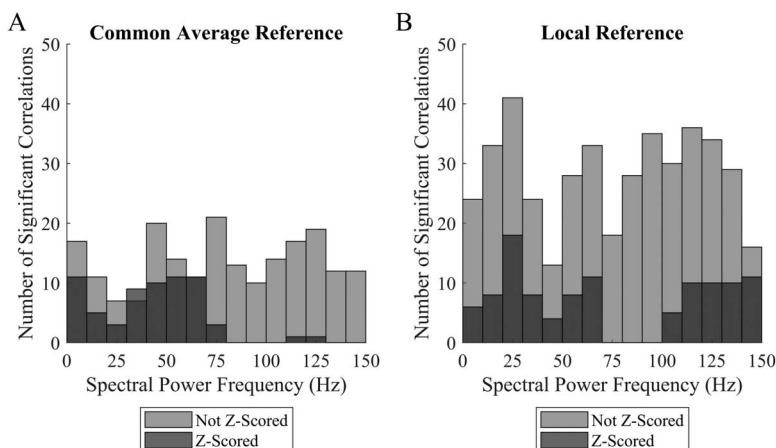 A
Common Average Reference
50
40
30
20
10
0
Number of Significant Correlations
0 25 50 75 100 125 150
Spectral Power Frequency (Hz)
Not Z-Scored
Z-Scored
B
Local Reference
50
40
30
20
10
0
Number of Significant Correlations
0 25 50 75 100 125 150
Spectral Power Frequency (Hz)
Not Z-Scored
Z-Scored